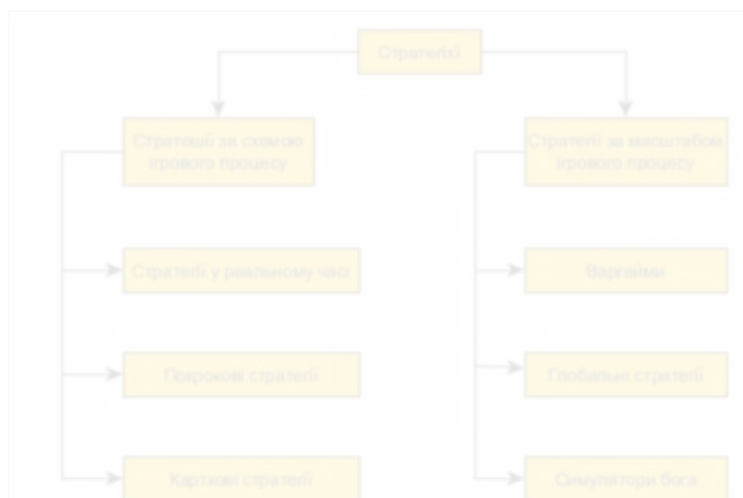 Стратегії
Стратегії за схемою
ігрового процесу
Стратегії за масштабом
ігрового процесу
Стратегії у реальному часі
Варгейми
Покрокові стратегії
Глобальні стратегії
Карткові стратегії
Симулятори бога